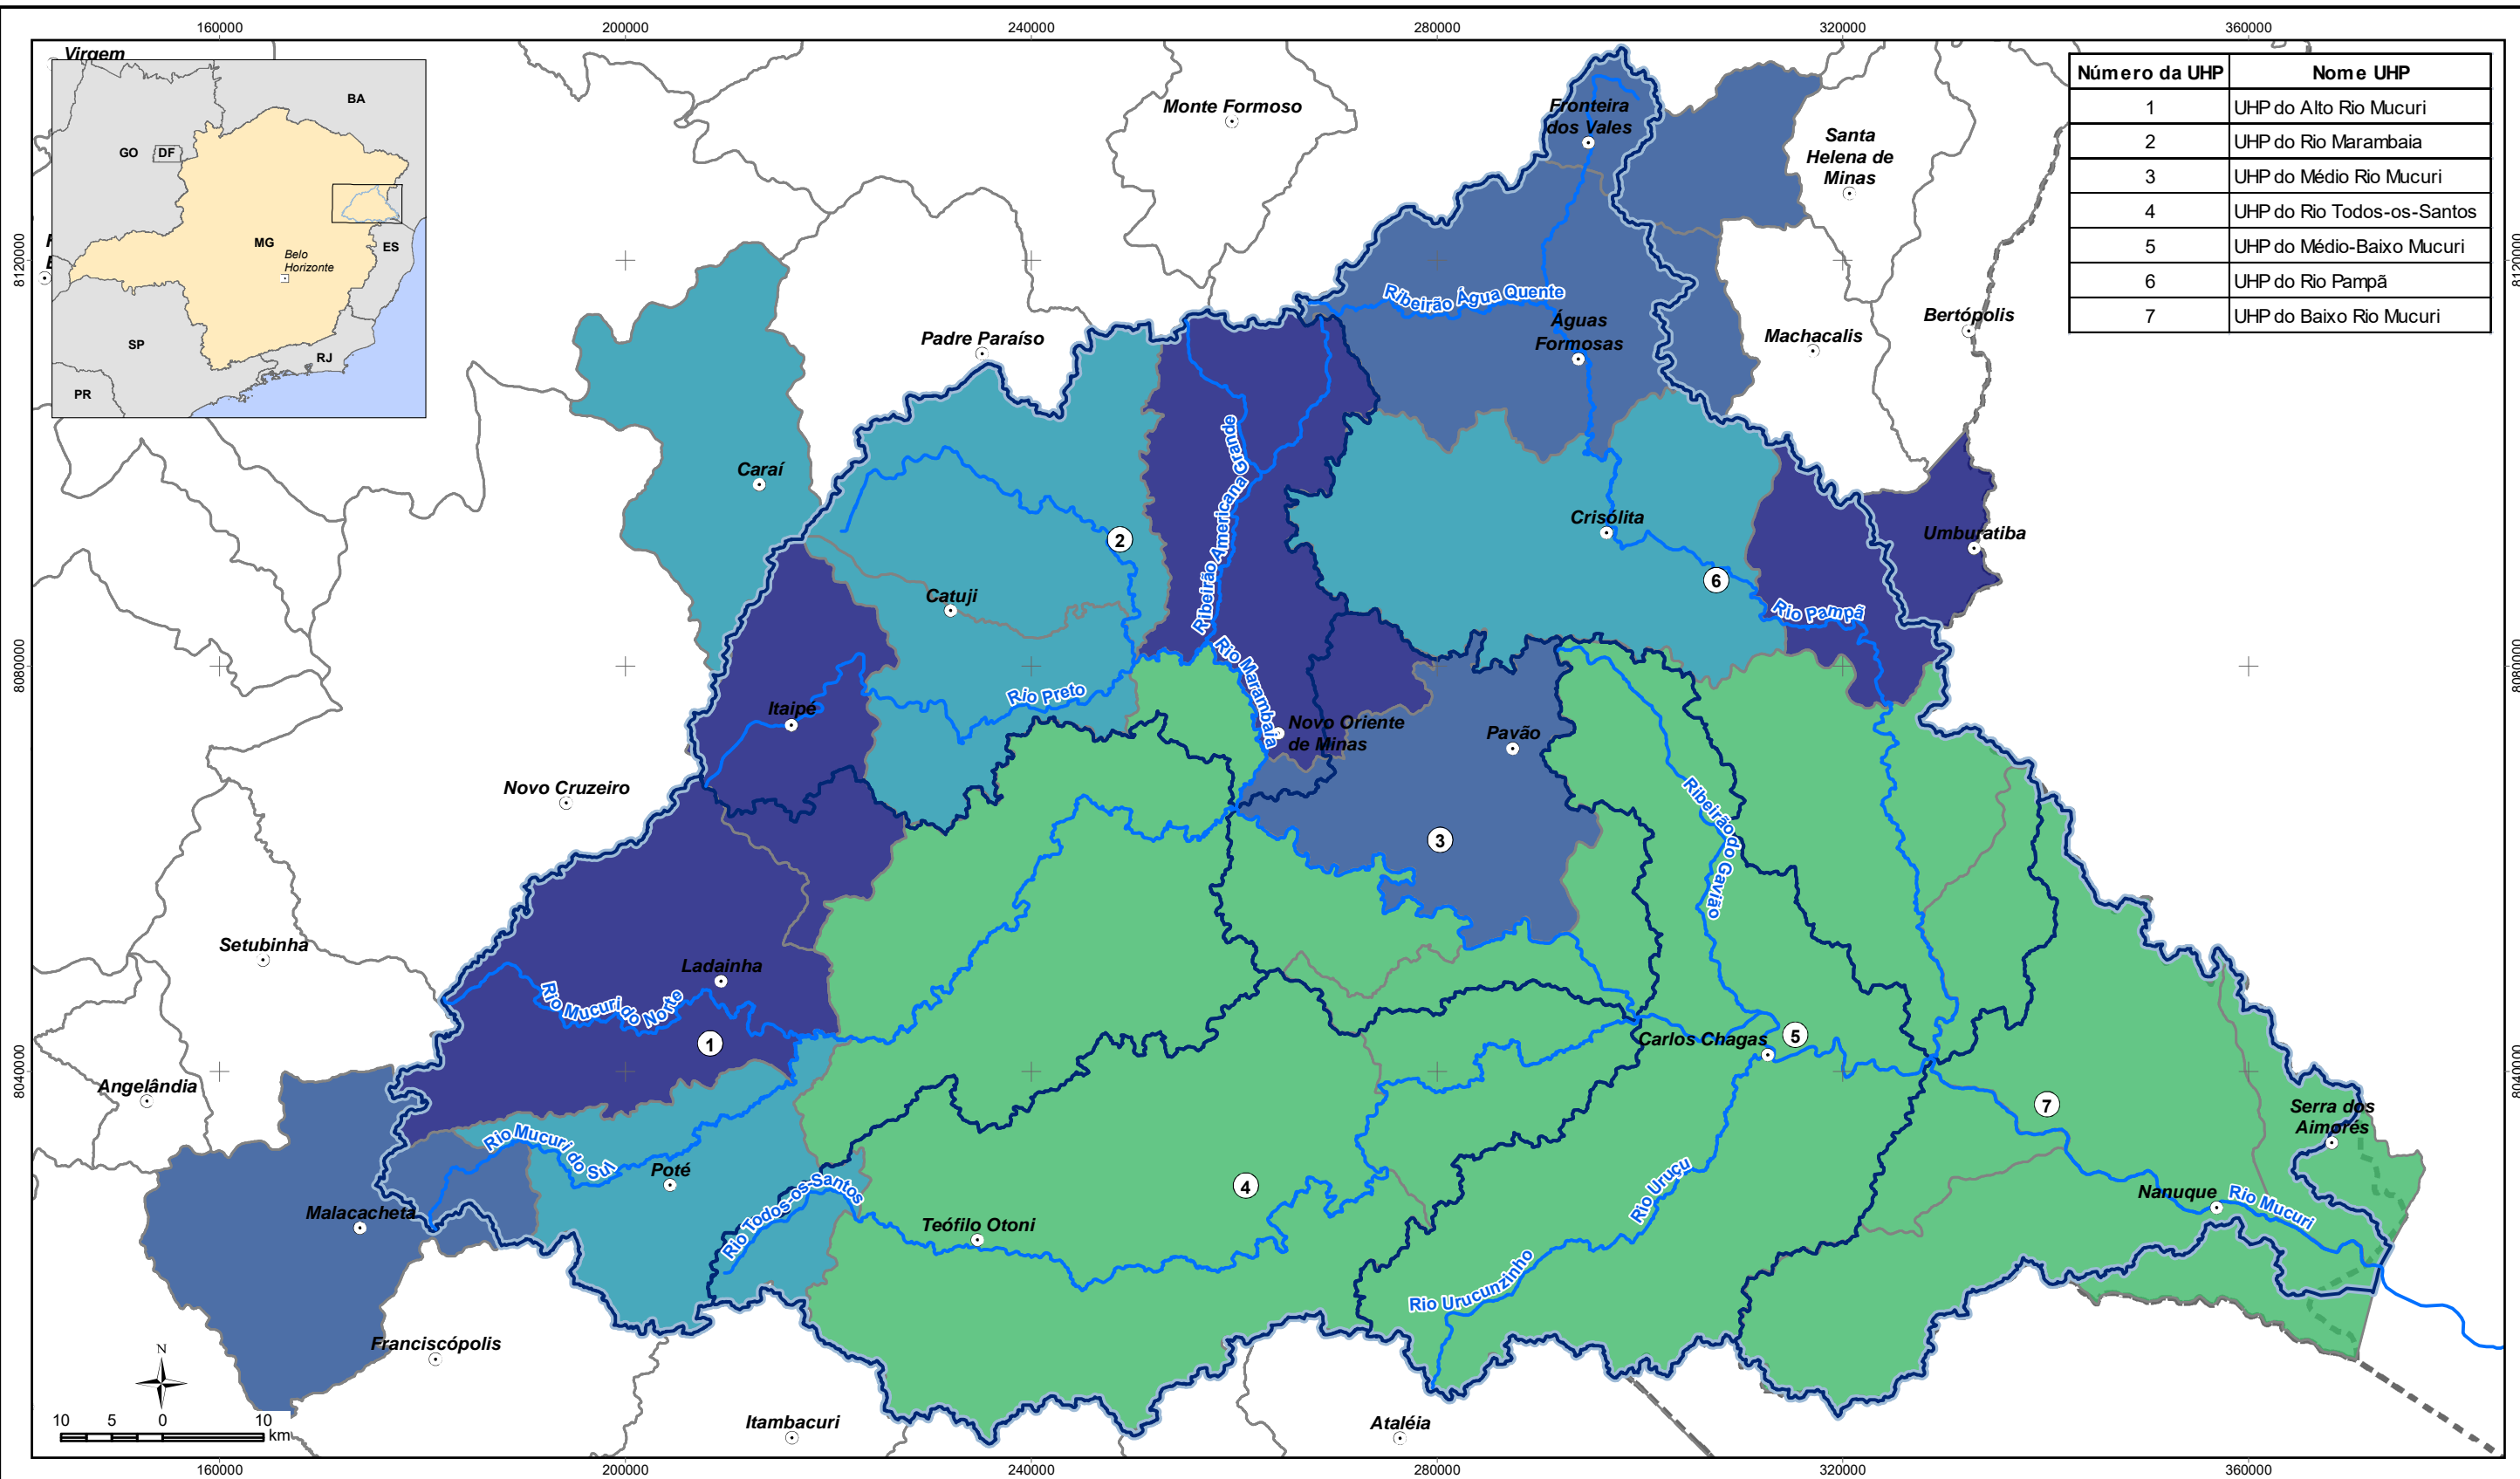 160000
200000
240000
280000
320000
360000
Virgem
BA
GO
DF
MG
Belo
Horizonte
ES
SP
RJ
PR
Número da UHP Nome UHP
1 UHP do Alto Rio Mucuri
2 UHP do Rio Marambaia
3 UHP do Médio Rio Mucuri
4 UHP do Rio Todos-os-Santos
5 UHP do Médio-Baixo Mucuri
6 UHP do Rio Pampã
7 UHP do Baixo Rio Mucuri
Monte Formoso
Fronteira
dos Vales
Santa
Helena de
Minas
8120000
8120000
Ribeirão Água Quente
Águas
Formosas
Padre Paraíso
Machacalis
Bertópolis
Caraí
Ribeirão Americana Grande
Crisólita
Umburatiba
2
6
Catuji
Rio Pampã
8080000
8080000
Rio Marambaia
Rio Preto
Itaipé
Novo Oriente
de Minas
Pavão
Novo Cruzeiro
Ribeirão do Gavião
3
Setubinha
Ladainha
Rio Mucuri do Norte
1
Carlos Chagas
5
8040000
8040000
Angelândia
7
Serra dos
Aimorés
Rio Mucuri do Sul
Poté
4
Rio Uruçu
Nanuque
Rio Mucuri
Malacacheta
Rio Todos-os-Santos
Teófilo Otoni
Rio Urucunzinho
Franciscópolis
N
10 5 0 10
km
Itambacuri
Ataléia
160000
200000
240000
280000
320000
360000